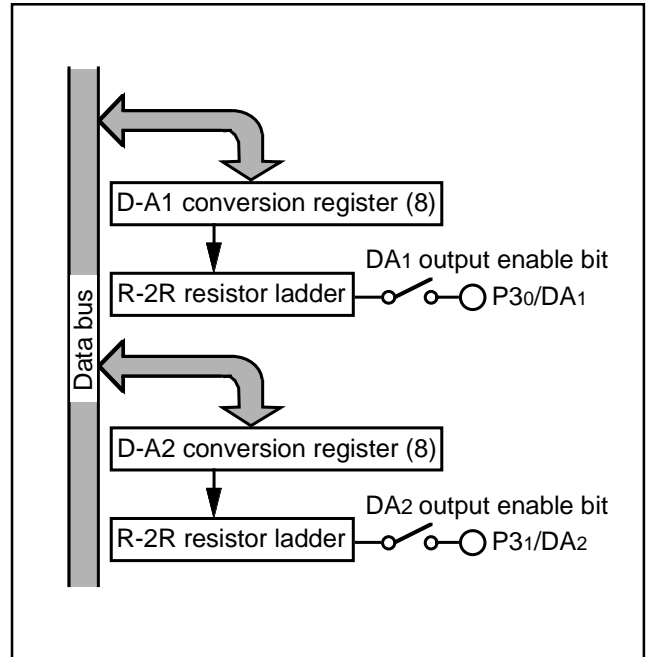 D-A1 conversion register (8)
DA1 output enable bit
R-2R resistor ladder
P30/DA1
Data bus
D-A2 conversion register (8)
DA2 output enable bit
R-2R resistor ladder
P31/DA2